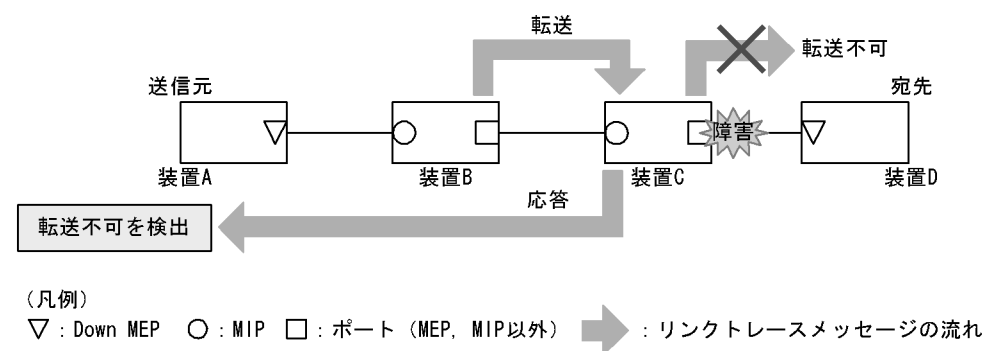 転送
転送不可
送信元
宛先
障害
装置A
装置B
装置C
装置D
応答
転送不可を検出
(凡例)
▽:Down MEP ○:MIP □:ポート(MEP, MIP以外) :リンクトレースメッセージの流れ